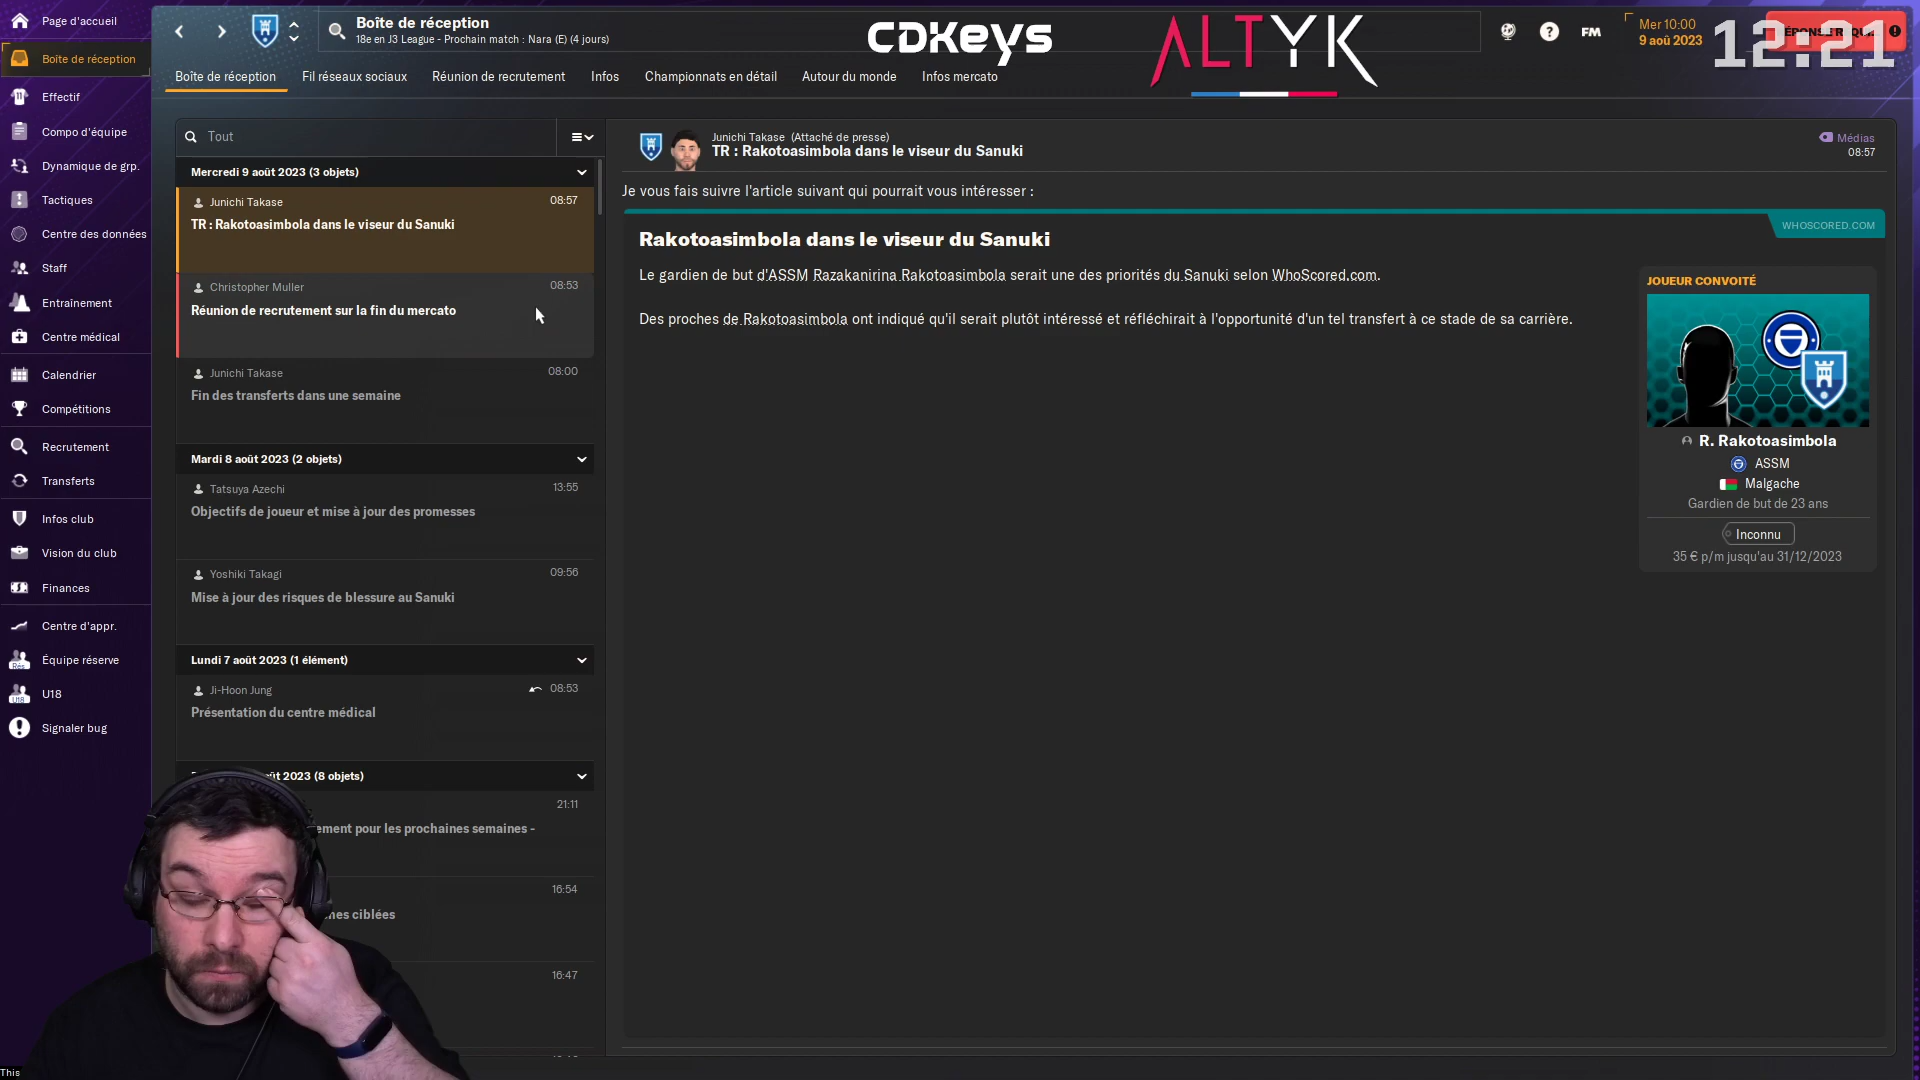 Page d'accueil
Boîte de réception
Effectif
Compo d'équipe
Dynamique de grp.
Tactiques
Centre des données
Staff
Entraînement
Centre médical
Calendrier
Compétitions
Recrutement
Transferts
Infos club
Vision du club
Finances
Centre d'appr.
Équipe réserve
U18
Signaler bug
This
Boîte de réception
18e en J3 League - Prochain match : Nara (E) (4 jours)
CDKeys
ALTYK
FM
Mer 10:00
9 aoû 2023
12:21
Boîte de réception
Fil réseaux sociaux
Réunion de recrutement
Infos
Championnats en détail
Autour du monde
Infos mercato
Tout
Mercredi 9 août 2023 (3 objets)
Junichi Takase
08:57
TR : Rakotoasimbola dans le viseur du Sanuki
Christopher Muller
08:53
Réunion de recrutement sur la fin du mercato
Junichi Takase
08:00
Fin des transferts dans une semaine
Mardi 8 août 2023 (2 objets)
Tatsuya Azechi
13:55
Objectifs de joueur et mise à jour des promesses
Yoshiki Takagi
09:56
Mise à jour des risques de blessure au Sanuki
Lundi 7 août 2023 (1 élément)
Ji-Hoon Jung
08:53
Présentation du centre médical
2023 (8 objets)
21:11
pour les prochaines semaines -
16:54
ciblées
16:47
Junichi Takase (Attaché de presse)
TR : Rakotoasimbola dans le viseur du Sanuki
Médias
08:57
Je vous fais suivre l'article suivant qui pourrait vous intéresser :
WHOSCORED.COM
Rakotoasimbola dans le viseur du Sanuki
Le gardien de but d'ASSM Razakanirina Rakotoasimbola serait une des priorités du Sanuki selon WhoScored.com.
Des proches de Rakotoasimbola ont indiqué qu'il serait plutôt intéressé et réfléchirait à l'opportunité d'un tel transfert à ce stade de sa carrière.
JOUEUR CONVOITÉ
R. Rakotoasimbola
ASSM
Malgache
Gardien de but de 23 ans
Inconnu
35 € p/m jusqu'au 31/12/2023